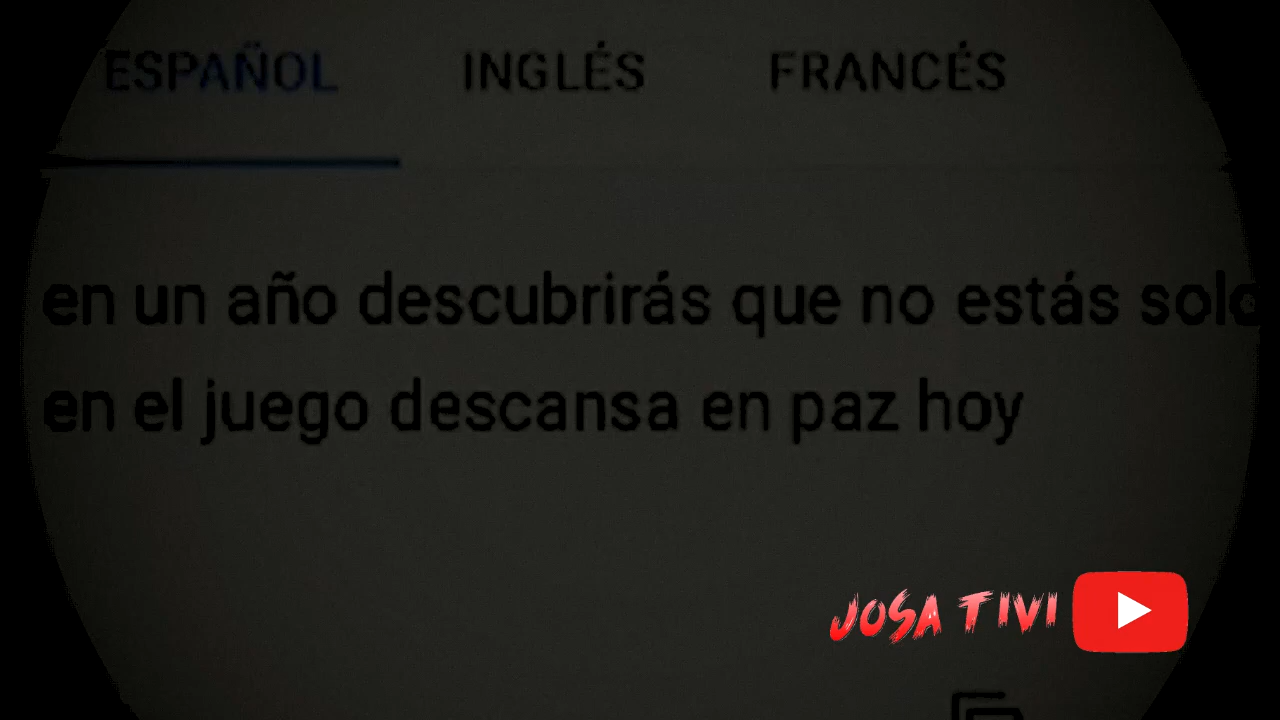 ESPAÑOL INGLÉS FRANCÉS
en un año descubrirás que no estás solo
en el juego descansa en paz hoy
JOSA TIVI